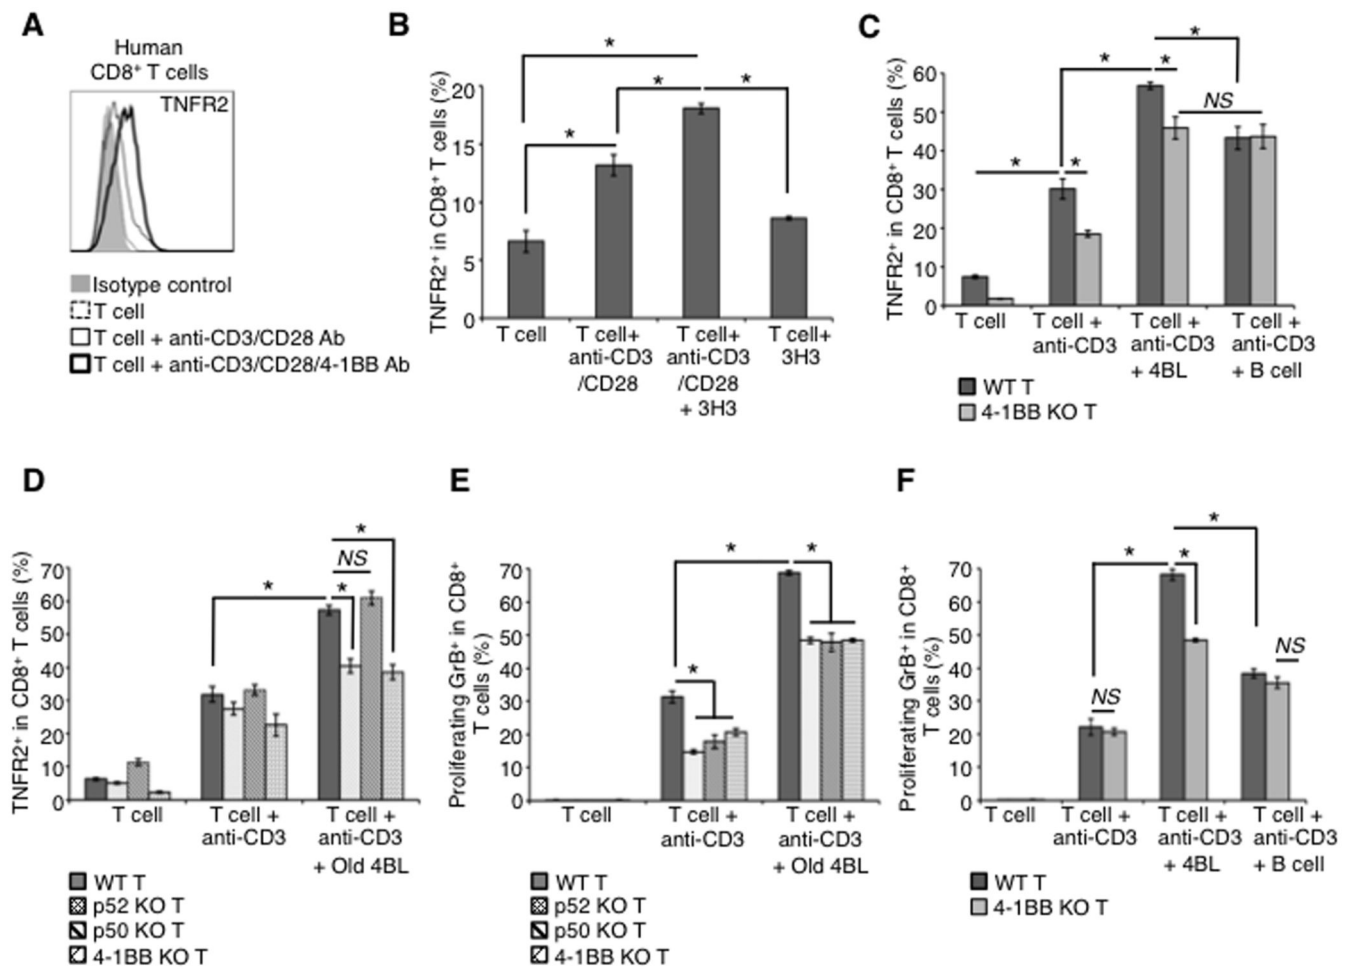 A
Human
CD8⁺ T cells
TNFR2
Isotype control
T cell
T cell + anti-CD3/CD28 Ab
T cell + anti-CD3/CD28/4-1BB Ab
B
TNFR2⁺ in CD8⁺ T cells (%)
20
15
10
5
0
*
*
*
*
T cell
T cell+
anti-CD3
/CD28
T cell+
anti-CD3
/CD28
+ 3H3
T cell+
3H3
C
TNFR2⁺ in CD8⁺ T cells (%)
60
50
40
30
20
10
0
*
*
*
*
*
NS
T cell
T cell +
anti-CD3
T cell +
anti-CD3
+ 4BL
T cell +
anti-CD3
+ B cell
WT T
4-1BB KO T
D
TNFR2⁺ in CD8⁺ T cells (%)
70
60
50
40
30
20
10
0
*
NS
*
*
T cell
T cell +
anti-CD3
T cell +
anti-CD3
+ Old 4BL
WT T
p52 KO T
p50 KO T
4-1BB KO T
E
Proliferating GrB⁺ in CD8⁺
T cells (%)
70
60
50
40
30
20
10
0
*
*
*
T cell
T cell +
anti-CD3
T cell +
anti-CD3
+ Old 4BL
WT T
p52 KO T
p50 KO T
4-1BB KO T
F
Proliferating GrB⁺ in CD8⁺
T cells (%)
70
60
50
40
30
20
10
0
*
*
*
NS
NS
T cell
T cell +
anti-CD3
T cell +
anti-CD3
+ 4BL
T cell +
anti-CD3
+ B cell
WT T
4-1BB KO T